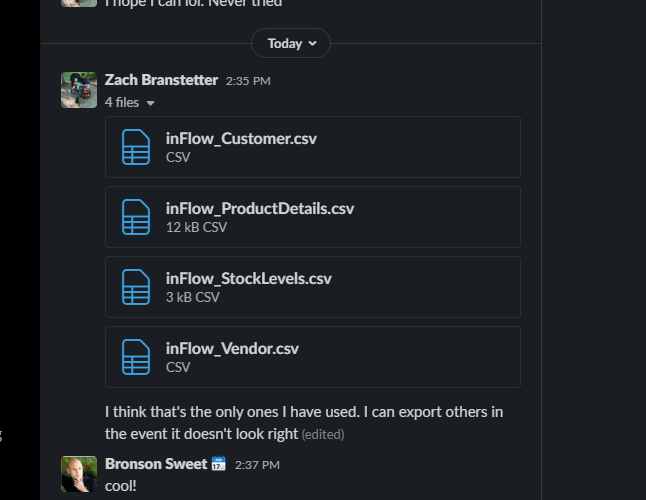 I hope I can lol. Never tried
Today
Zach Branstetter 2:35 PM
4 files
inFlow_Customer.csv
CSV
inFlow_ProductDetails.csv
12 kB CSV
inFlow_StockLevels.csv
3 kB CSV
inFlow_Vendor.csv
CSV
I think that's the only ones I have used. I can export others in
the event it doesn't look right (edited)
Bronson Sweet 2:37 PM
cool!